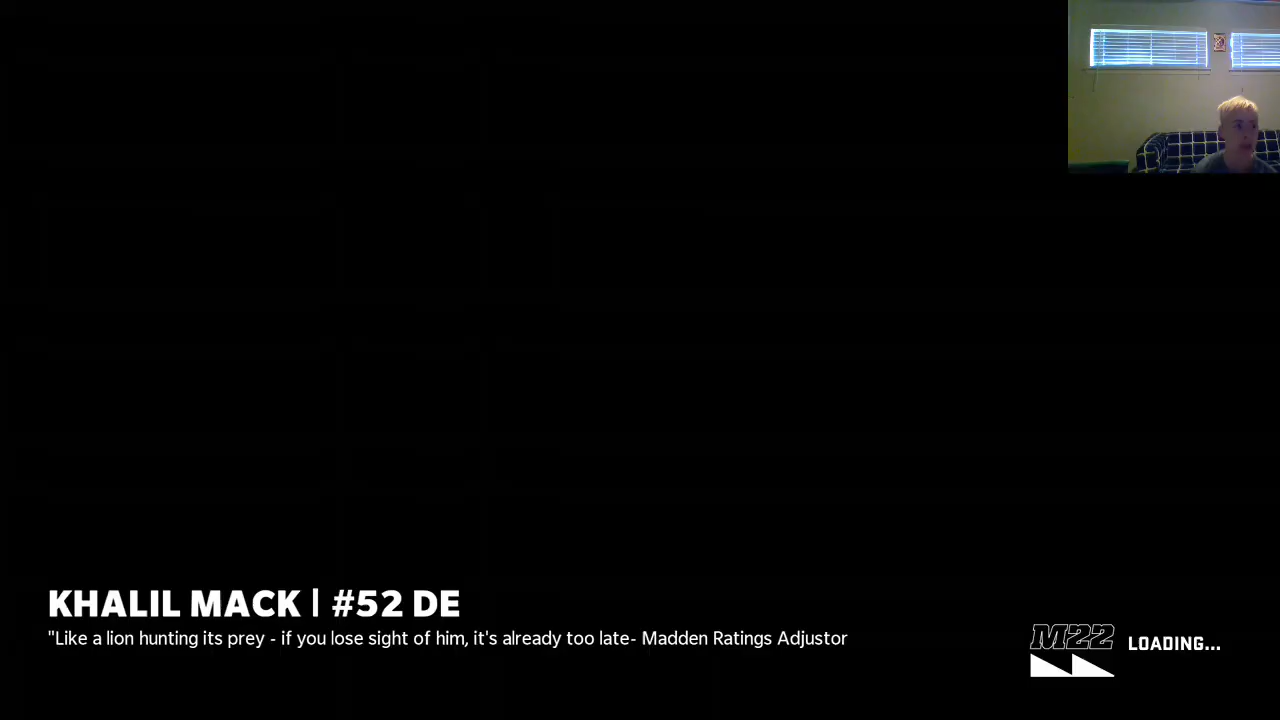 KHALIL MACK | #52 DE
"Like a lion hunting its prey - if you lose sight of him, it's already too late- Madden Ratings Adjustor
M22
LOADING...